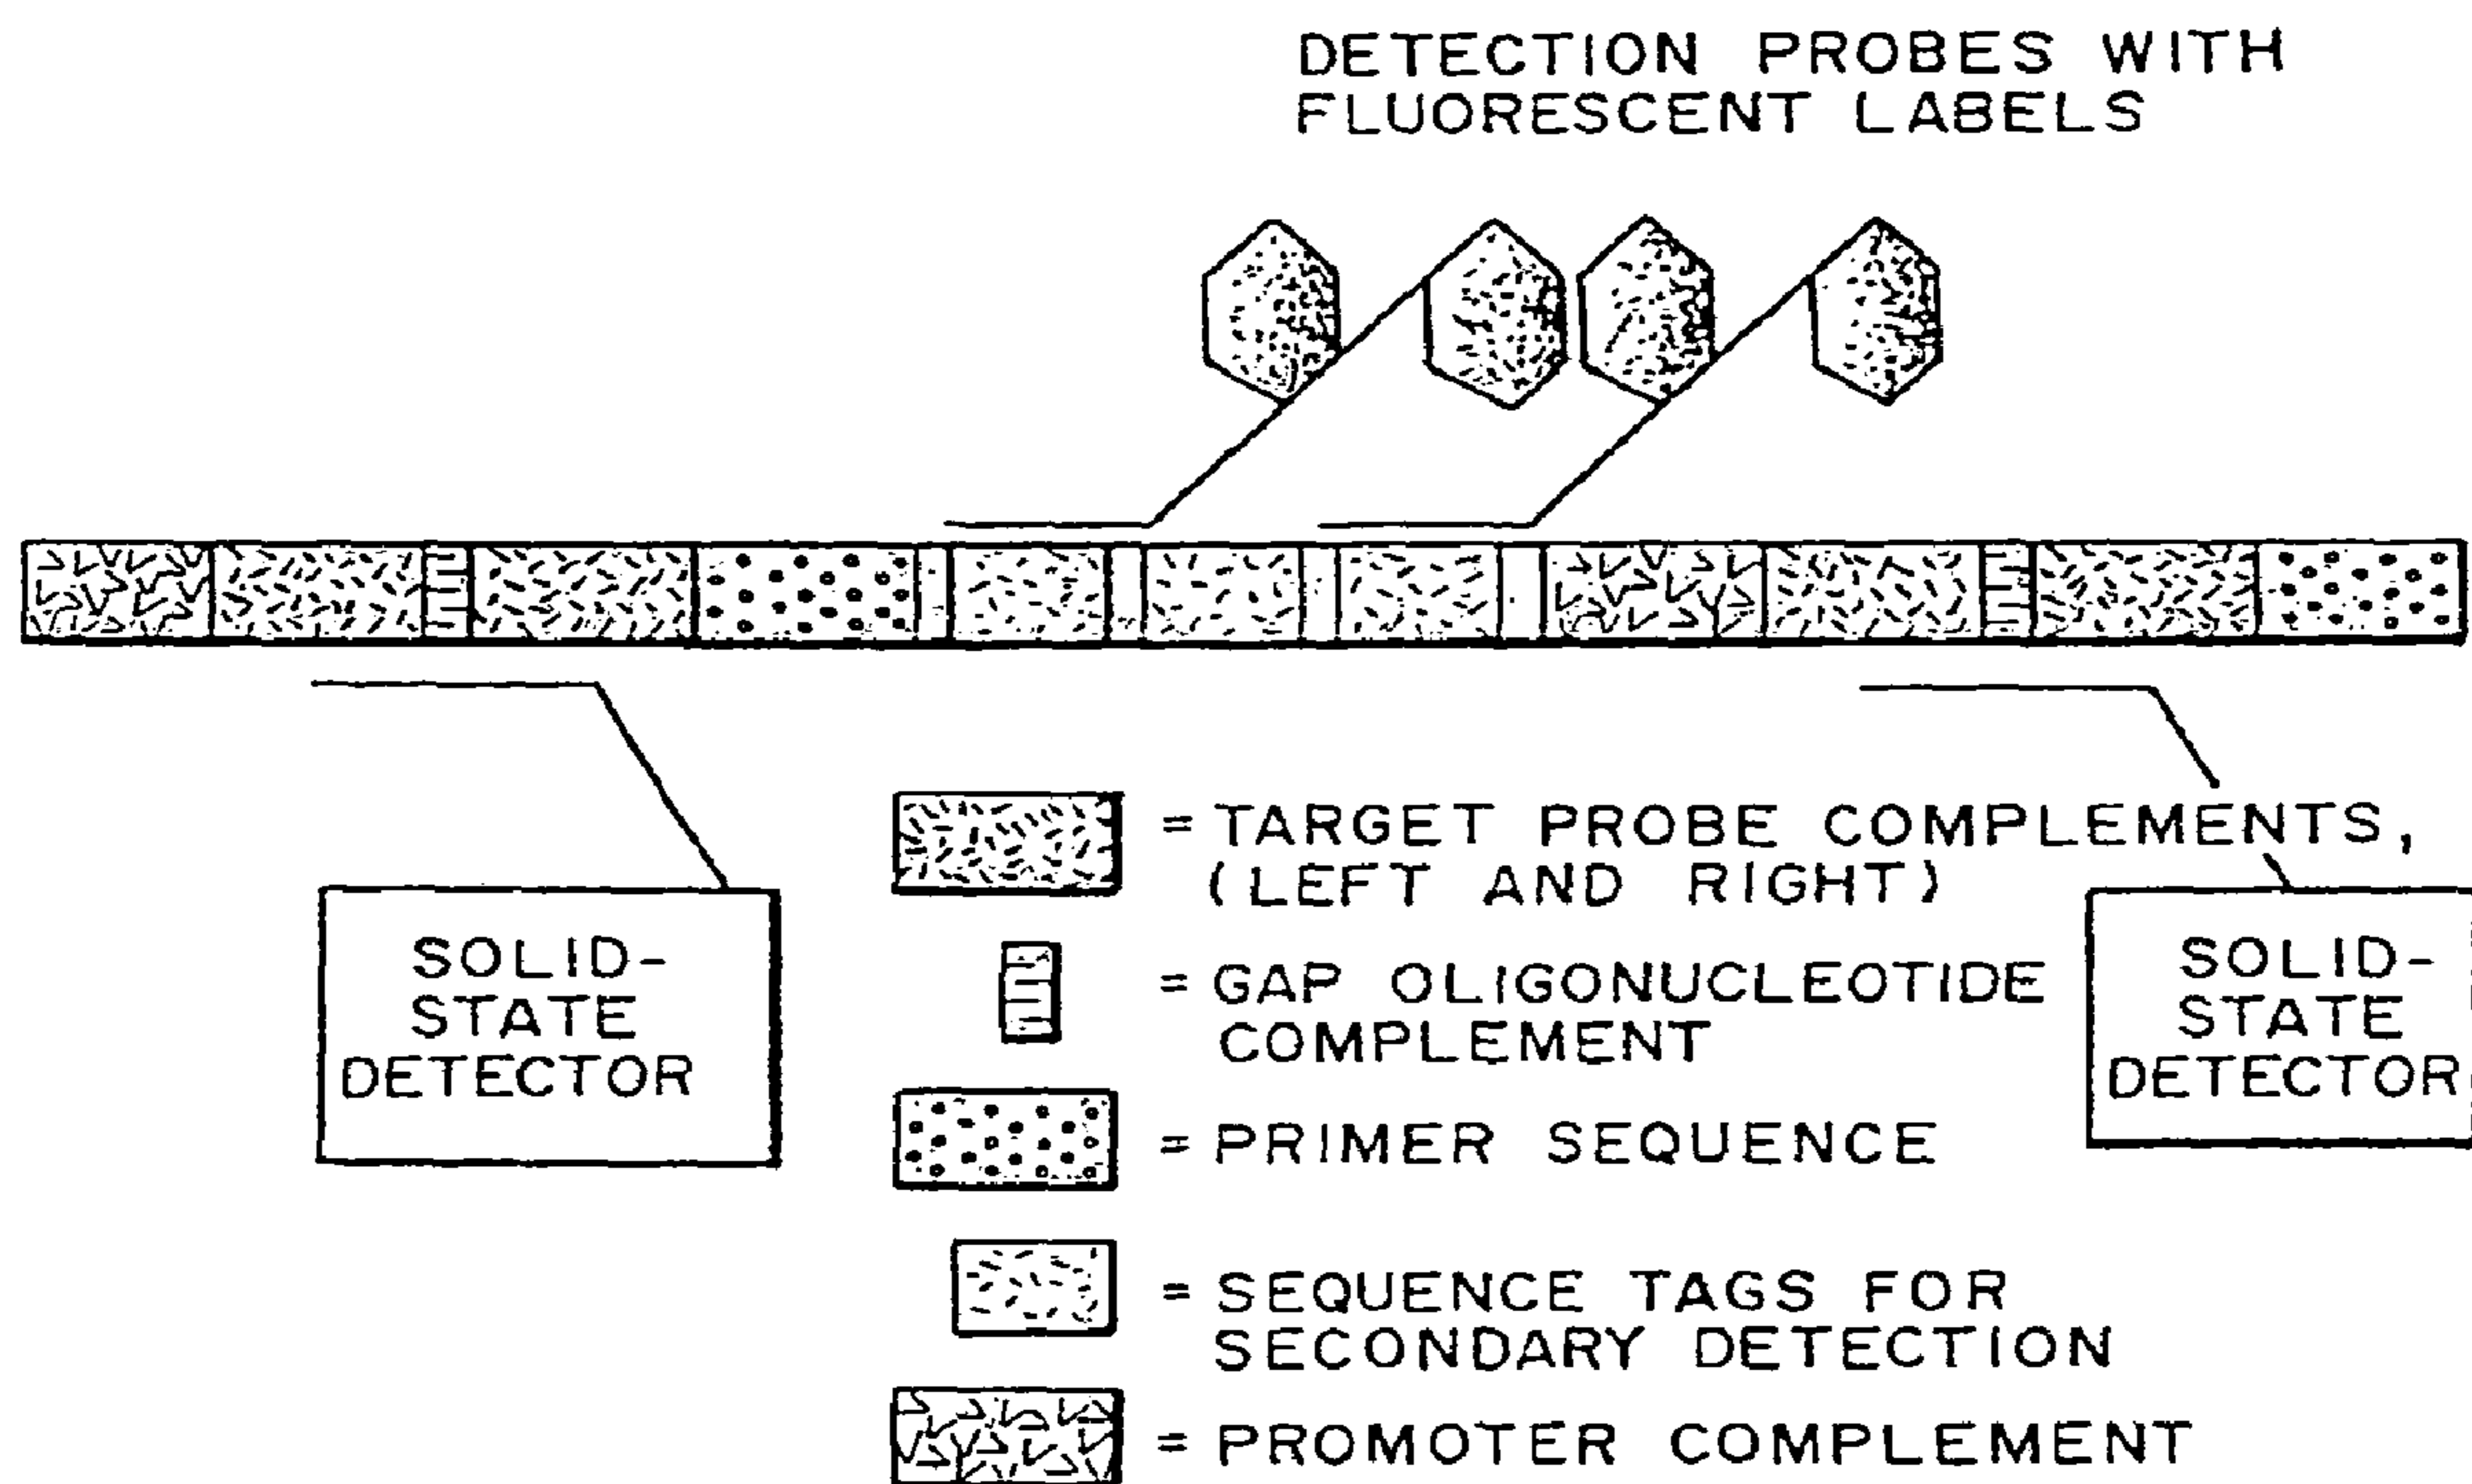 DETECTION PROBES WITH
FLUORESCENT LABELS
= TARGET PROBE COMPLEMENTS,
(LEFT AND RIGHT)
SOLID-
STATE
DETECTOR
= GAP OLIGONUCLEOTIDE
COMPLEMENT
SOLID-
STATE
DETECTOR
= PRIMER SEQUENCE
= SEQUENCE TAGS FOR
SECONDARY DETECTION
= PROMOTER COMPLEMENT